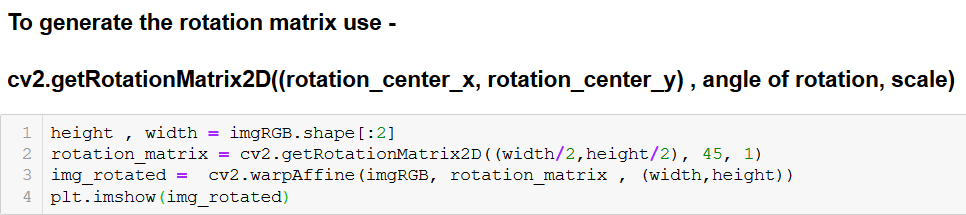 To generate the rotation matrix use -
cv2.getRotationMatrix2D((rotation_center_x, rotation_center_y) , angle of rotation, scale)
1 height , width = imgRGB.shape[:2]
2 rotation_matrix = cv2.getRotationMatrix2D((width/2,height/2), 45, 1)
3 img_rotated =  cv2.warpAffine(imgRGB, rotation_matrix , (width,height))
4 plt.imshow(img_rotated)